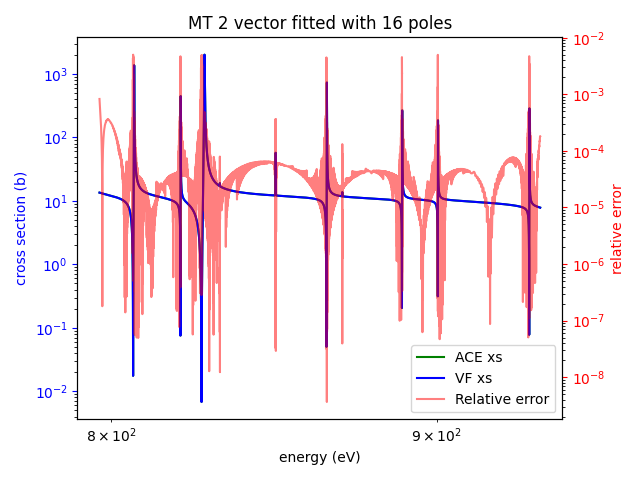 MT 2 vector fitted with 16 poles
cross section (b)
10³
10²
10¹
10⁰
10⁻¹
10⁻²
10⁻²
10⁻³
10⁻⁴
10⁻⁵
10⁻⁶
10⁻⁷
10⁻⁸
relative error
ACE xs
VF xs
Relative error
8 × 10²
9 × 10²
energy (eV)